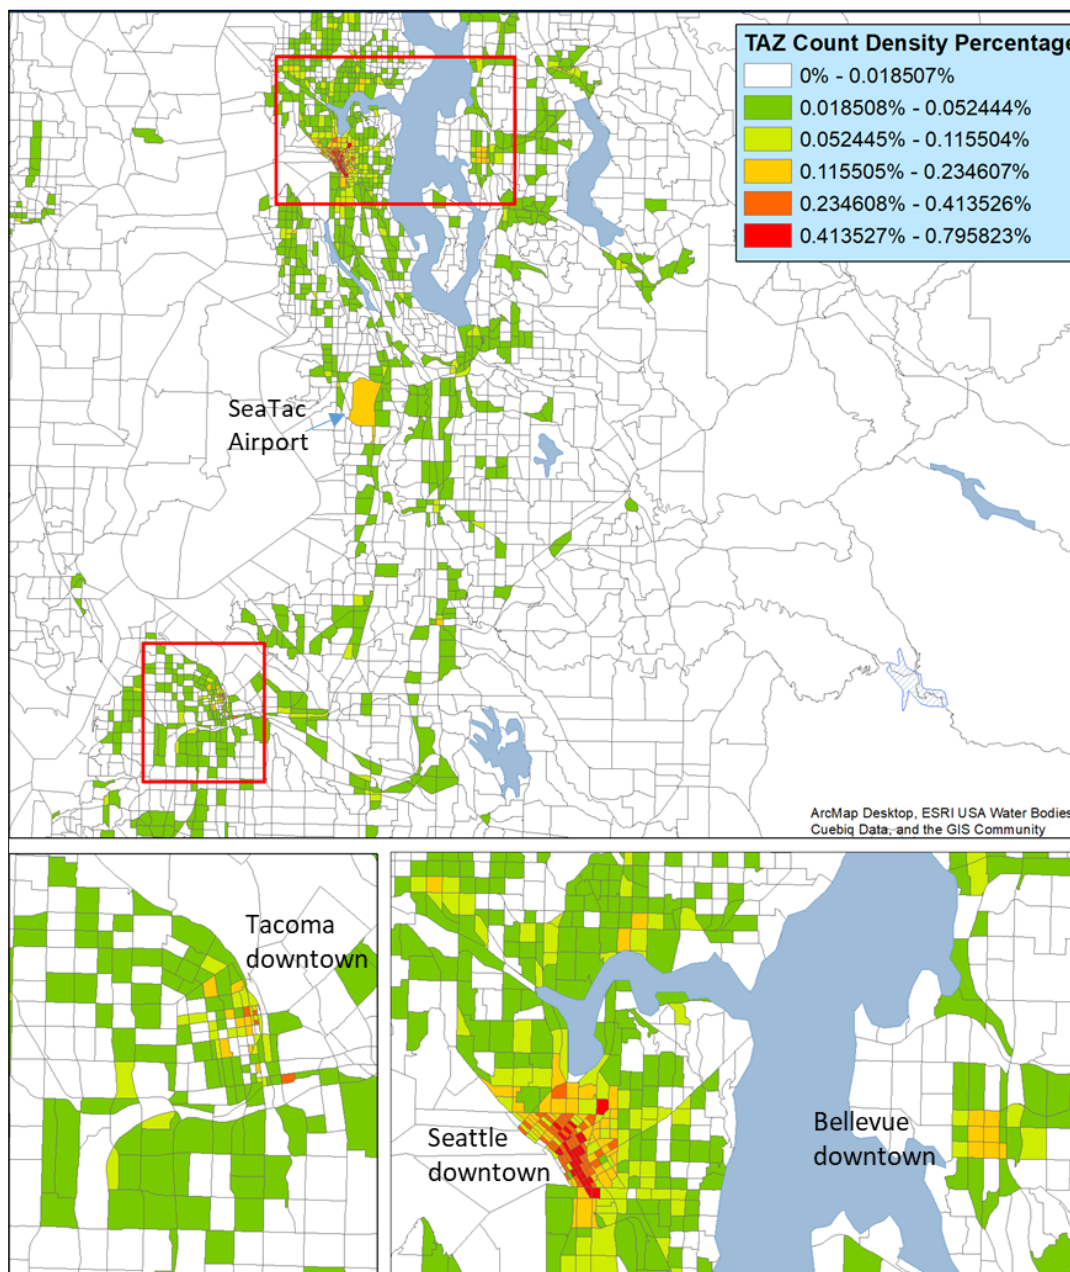 TAZ Count Density Percentage
0% - 0.018507%
0.018508% - 0.052444%
0.052445% - 0.115504%
0.115505% - 0.234607%
0.234608% - 0.413526%
0.413527% - 0.795823%
SeaTac
Airport
ArcMap Desktop, ESRI USA Water Bodies
Cuebiq Data, and the GIS Community
Tacoma
downtown
Seattle
downtown
Bellevue
downtown